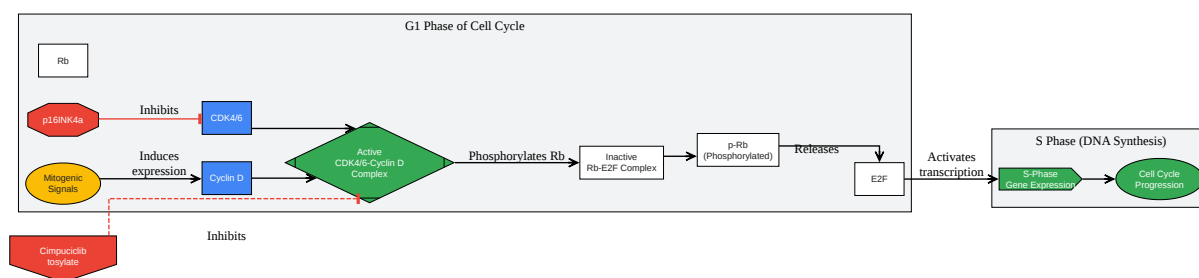 G1 Phase of Cell Cycle
Rb
p16INK4a
Inhibits
CDK4/6
Mitogenic
Signals
Induces
expression
Cyclin D
Active
CDK4/6-Cyclin D
Complex
Phosphorylates Rb
Inactive
Rb-E2F Complex
p-Rb
(Phosphorylated)
Releases
E2F
Activates
transcription
S Phase (DNA Synthesis)
S-Phase
Gene Expression
Cell Cycle
Progression
Inhibits
Cimpuciclib
tosylate